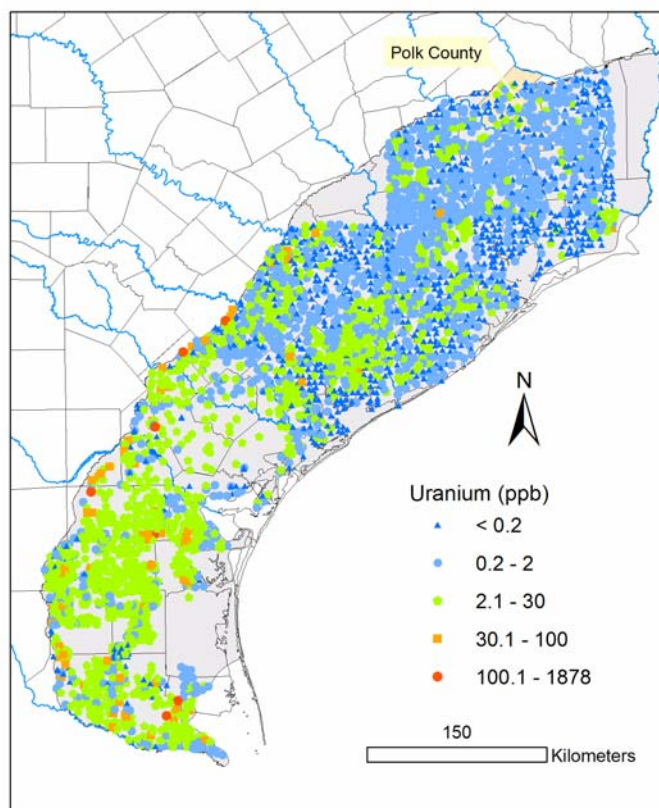 Polk County
N
Uranium (ppb)
< 0.2
0.2 - 2
2.1 - 30
30.1 - 100
100.1 - 1878
150
Kilometers